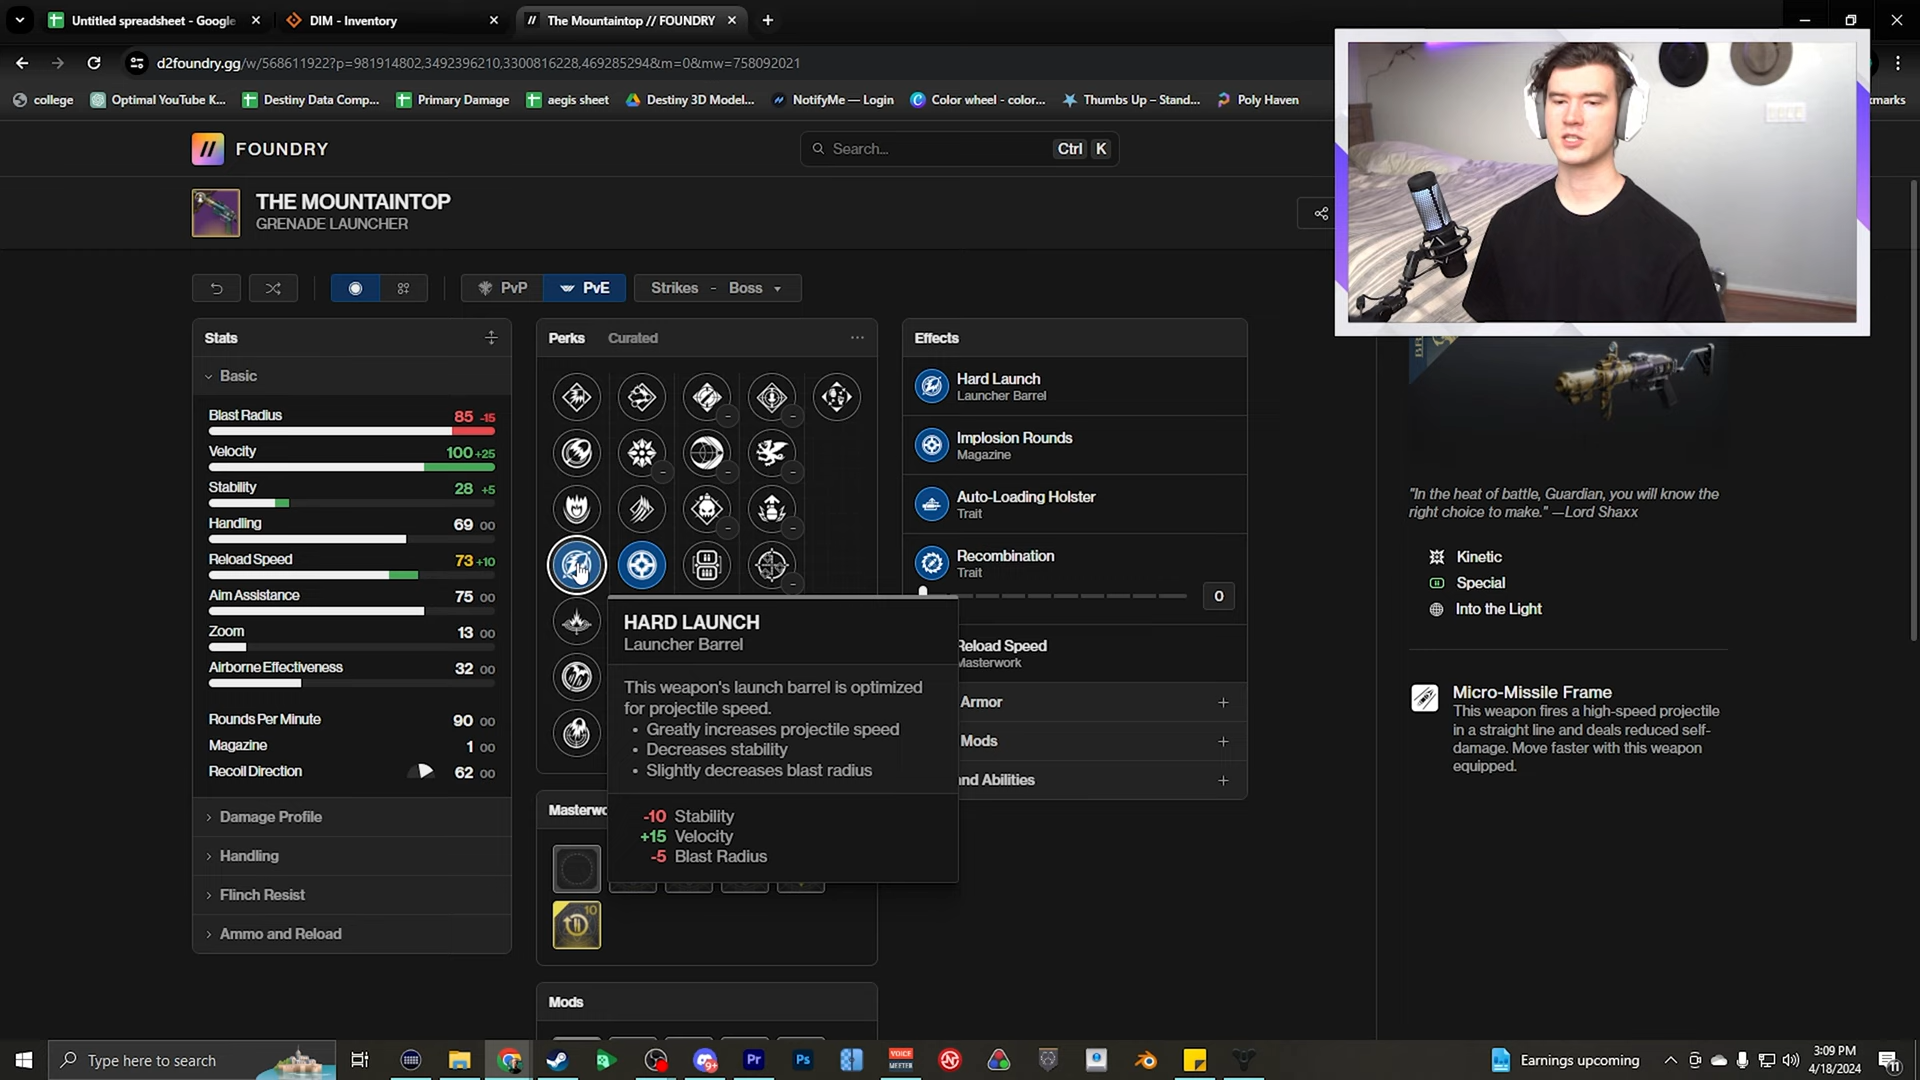 Untitled spreadsheet - Google
DIM - Inventory
The Mountaintop // FOUNDRY
d2foundry.gg/w/568611922?p=981914802,3492396210,3300816228,469285294&m=0&mw=758092021
college
Optimal YouTube K...
Destiny Data Comp...
Primary Damage
aegis sheet
Destiny 3D Model...
NotifyMe — Login
Color wheel - color...
Thumbs Up – Stand...
Poly Haven
kmarks
// FOUNDRY
Search...
Ctrl K
THE MOUNTAINTOP
GRENADE LAUNCHER
PvP
PvE
Strikes - Boss
Stats
Basic
Blast Radius 85 -15
Velocity 100 +25
Stability 28 +5
Handling 69 00
Reload Speed 73 +10
Aim Assistance 75 00
Zoom 13 00
Airborne Effectiveness 32 00
Rounds Per Minute 90 00
Magazine 1 00
Recoil Direction 62 00
Damage Profile
Handling
Flinch Resist
Ammo and Reload
Perks
Curated
HARD LAUNCH
Launcher Barrel
This weapon's launch barrel is optimized
for projectile speed.
• Greatly increases projectile speed
• Decreases stability
• Slightly decreases blast radius
-10 Stability
+15 Velocity
-5 Blast Radius
Masterwo
10
Mods
Effects
Hard Launch
Launcher Barrel
Implosion Rounds
Magazine
Auto-Loading Holster
Trait
Recombination
Trait
0
Reload Speed
Masterwork
Armor
Mods
and Abilities
"In the heat of battle, Guardian, you will know the
right choice to make." —Lord Shaxx
Kinetic
Special
Into the Light
Micro-Missile Frame
This weapon fires a high-speed projectile
in a straight line and deals reduced self-
damage. Move faster with this weapon
equipped.
Type here to search
VOICE
MEETER
9+
Earnings upcoming
3:09 PM
4/18/2024
11